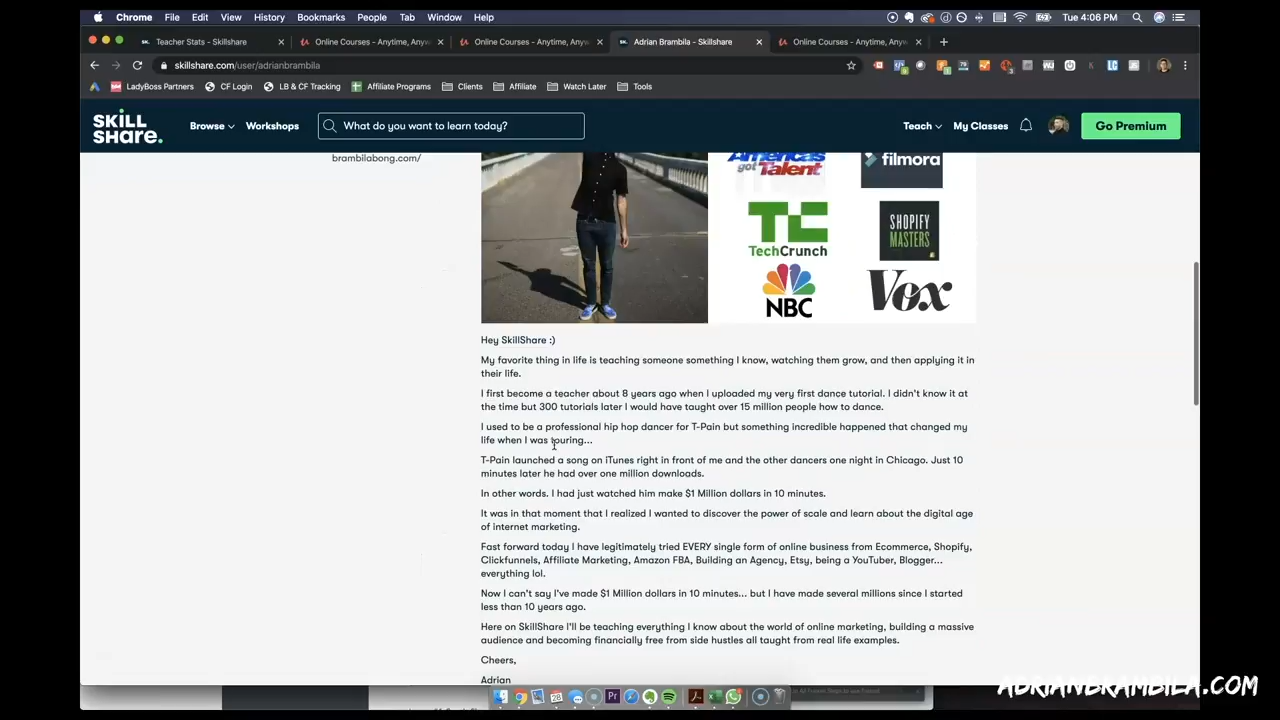 Chrome File Edit View History Bookmarks People Tab Window Help Tue 4:06 PM
Teacher Stats - Skillshare Online Courses - Anytime, Anyw Online Courses - Anytime, Anyw Adrian Brambila - Skillshare Online Courses - Anytime, Anyw
skillshare.com/user/adrianbrambila
LadyBoss Partners CF Login LB & CF Tracking Affiliate Programs Clients Affiliate Watch Later Tools
SKILL SHARE. Browse Workshops What do you want to learn today? Teach My Classes Go Premium
brambilabong.com/
America's got Talent filmora
TC TechCrunch SHOPIFY MASTERS
NBC Vox
Hey SkillShare :)
My favorite thing in life is teaching someone something I know, watching them grow, and then applying it in
their life.
I first become a teacher about 8 years ago when I uploaded my very first dance tutorial. I didn't know it at
the time but 300 tutorials later I would have taught over 15 million people how to dance.
I used to be a professional hip hop dancer for T-Pain but something incredible happened that changed my
life when I was touring...
T-Pain launched a song on iTunes right in front of me and the other dancers one night in Chicago. Just 10
minutes later he had over one million downloads.
In other words. I had just watched him make $1 Million dollars in 10 minutes.
It was in that moment that I realized I wanted to discover the power of scale and learn about the digital age
of internet marketing.
Fast forward today I have legitimately tried EVERY single form of online business from Ecommerce, Shopify,
Clickfunnels, Affiliate Marketing, Amazon FBA, Building an Agency, Etsy, being a YouTuber, Blogger...
everything lol.
Now I can't say I've made $1 Million dollars in 10 minutes... but I have made several millions since I started
less than 10 years ago.
Here on SkillShare I'll be teaching everything I know about the world of online marketing, building a massive
audience and becoming financially free from side hustles all taught from real life examples.
Cheers,
Adrian
ADRIANBRAMBILA.COM